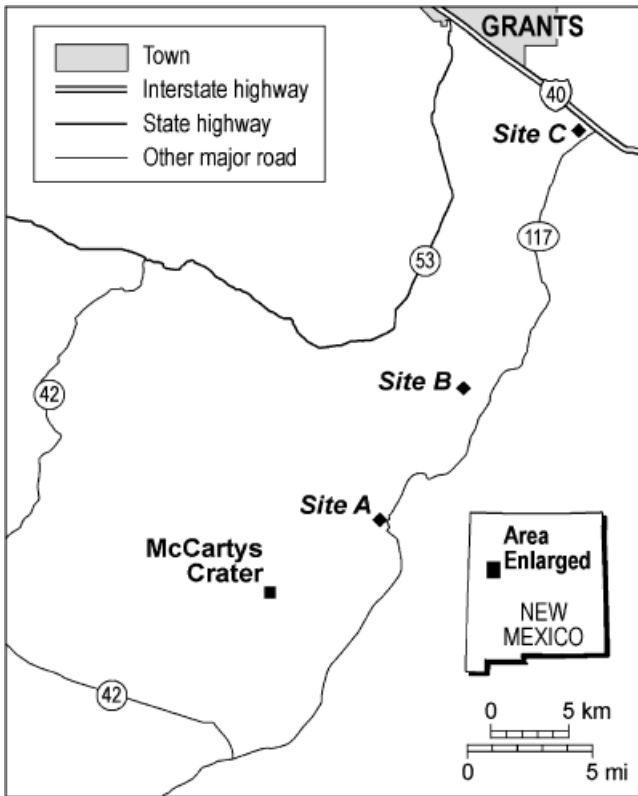 GRANTS
Town
Interstate highway
State highway
Other major road
40
Site C
117
53
42
Site B
Site A
McCartys
Crater
Area
Enlarged
NEW
MEXICO
42
0 5 km
0 5 mi